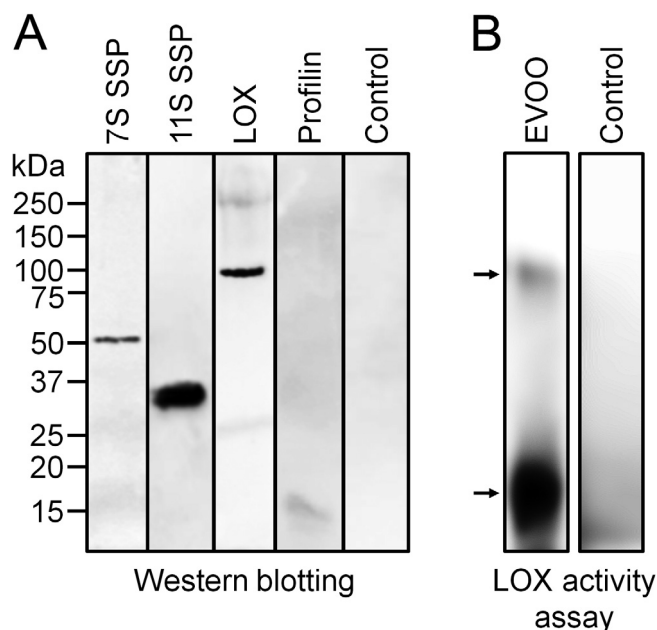 A
B
7S SSP
11S SSP
LOX
Profilin
Control
EVOO
Control
kDa
250
150
100
75
50
37
25
20
15
Western blotting
LOX activity
assay